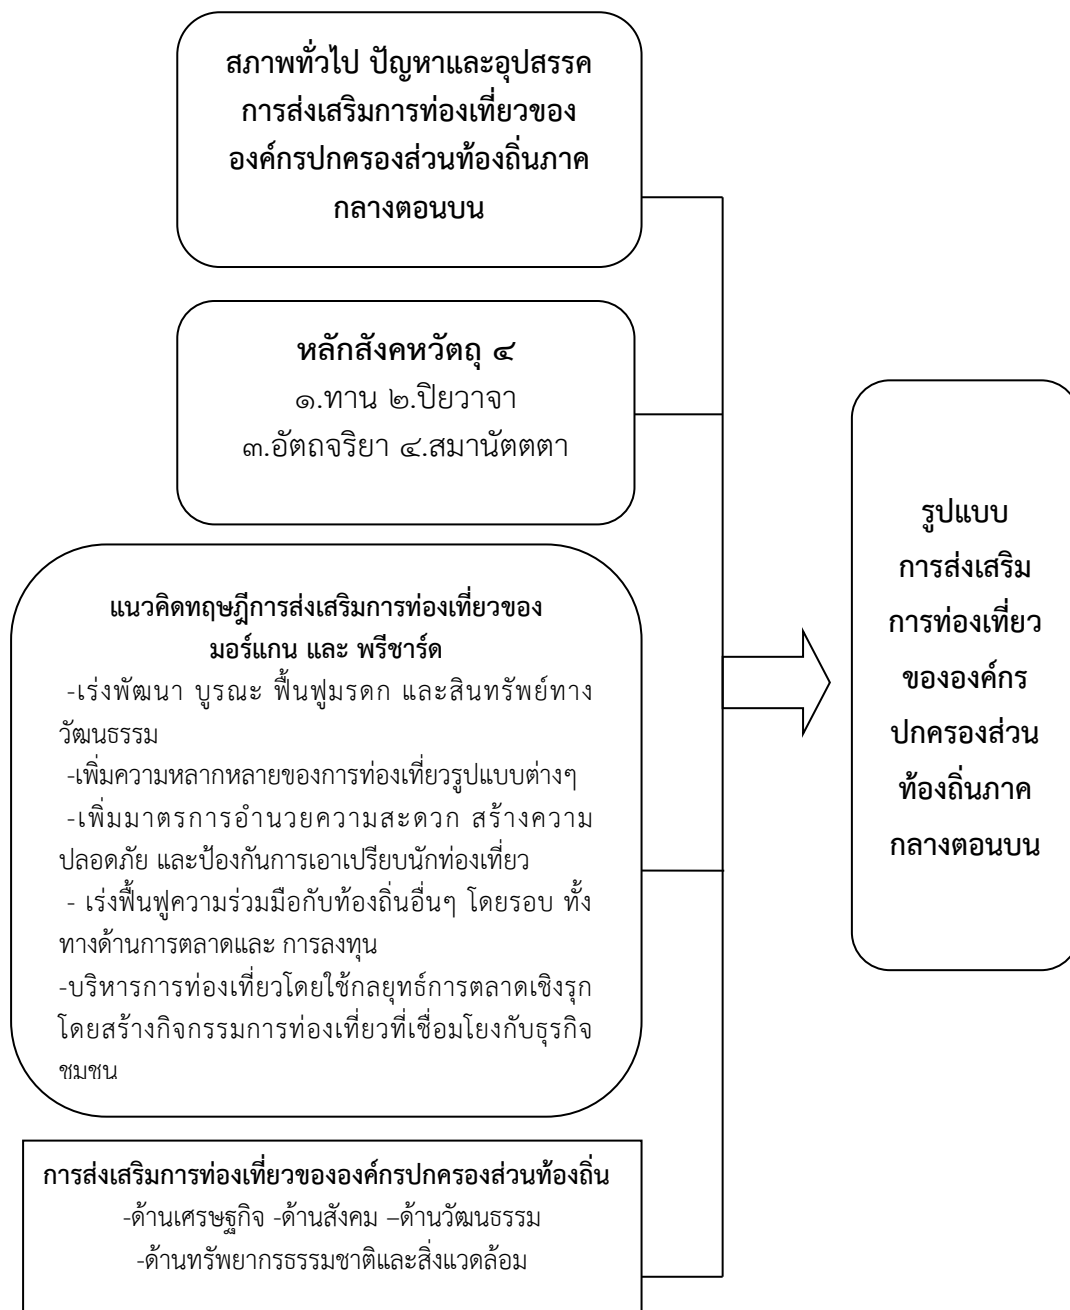 สภาพทั่วไป ปัญหาและอุปสรรค
การส่งเสริมการท่องเที่ยวของ
องค์กรปกครองส่วนท้องถิ่นภาค
กลางตอนบน
หลักสังคหวัตถุ ๔
๑.ทาน ๒.ปิยวาจา
๓.อัตถจริยา ๔.สมานัตตตา
แนวคิดทฤษฎีการส่งเสริมการท่องเที่ยวของ
มอร์แกน และ พรีชาร์ด
-เร่งพัฒนา บูรณะ ฟื้นฟูมรดก และสินทรัพย์ทาง
วัฒนธรรม
-เพิ่มความหลากหลายของการท่องเที่ยวรูปแบบต่างๆ
-เพิ่มมาตรการอำนวยความสะดวก สร้างความ
ปลอดภัย และป้องกันการเอาเปรียบนักท่องเที่ยว
- เร่งฟื้นฟูความร่วมมือกับท้องถิ่นอื่นๆ โดยรอบ ทั้ง
ทางด้านการตลาดและ การลงทุน
-บริหารการท่องเที่ยวโดยใช้กลยุทธ์การตลาดเชิงรุก
โดยสร้างกิจกรรมการท่องเที่ยวที่เชื่อมโยงกับธุรกิจ
ชุมชน
การส่งเสริมการท่องเที่ยวขององค์กรปกครองส่วนท้องถิ่น
-ด้านเศรษฐกิจ -ด้านสังคม –ด้านวัฒนธรรม
-ด้านทรัพยากรธรรมชาติและสิ่งแวดล้อม
รูปแบบ
การส่งเสริม
การท่องเที่ยว
ขององค์กร
ปกครองส่วน
ท้องถิ่นภาค
กลางตอนบน